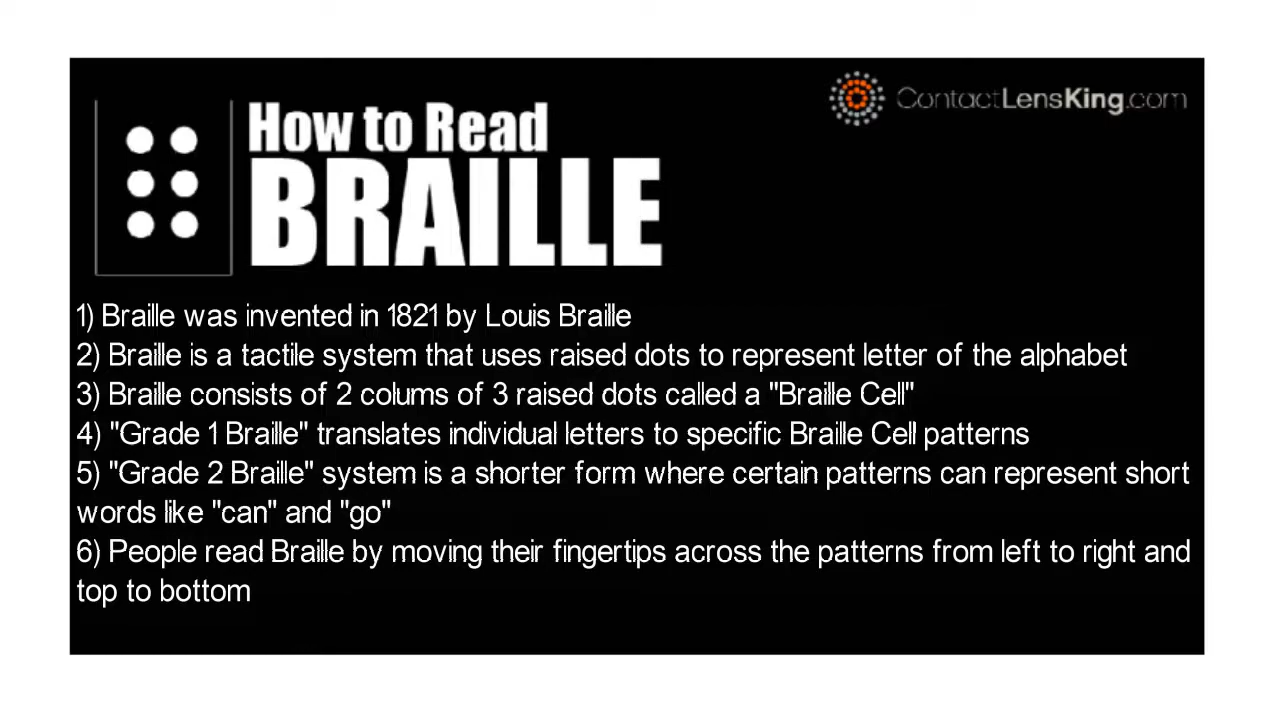 How to Read
BRAILLE
ContactLensKing.com
1) Braille was invented in 1821 by Louis Braille
2) Braille is a tactile system that uses raised dots to represent letter of the alphabet
3) Braille consists of 2 colums of 3 raised dots called a "Braille Cell"
4) "Grade 1 Braille" translates individual letters to specific Braille Cell patterns
5) "Grade 2 Braille" system is a shorter form where certain patterns can represent short
words like "can" and "go"
6) People read Braille by moving their fingertips across the patterns from left to right and
top to bottom